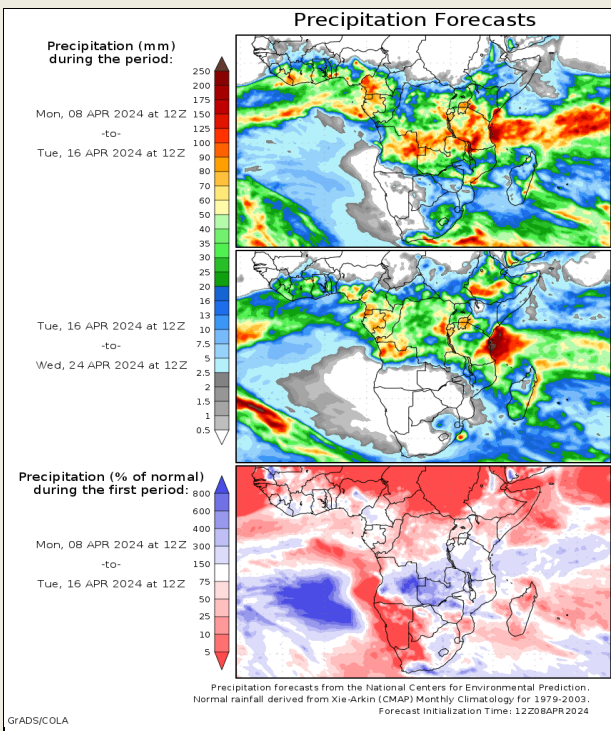 Precipitation Forecasts
Precipitation (mm)
during the period:
Mon, 08 APR 2024 at 12Z
-to-
Tue, 16 APR 2024 at 12Z
250
200
175
150
125
100
90
80
70
60
50
40
35
30
25
20
16
13
10
7.5
5
2.5
2
1.5
1
0.5
Tue, 16 APR 2024 at 12Z
-to-
Wed, 24 APR 2024 at 12Z
Precipitation (% of normal)
during the first period:
Mon, 08 APR 2024 at 12Z
-to-
Tue, 16 APR 2024 at 12Z
800
600
400
300
150
75
50
25
10
5
Precipitation forecasts from the National Centers for Environmental Prediction.
Normal rainfall derived from Xie-Arkin (CMAP) Monthly Climatology for 1979-2003.
Forecast Initialization Time: 12Z08APR2024
GrADS/COLA